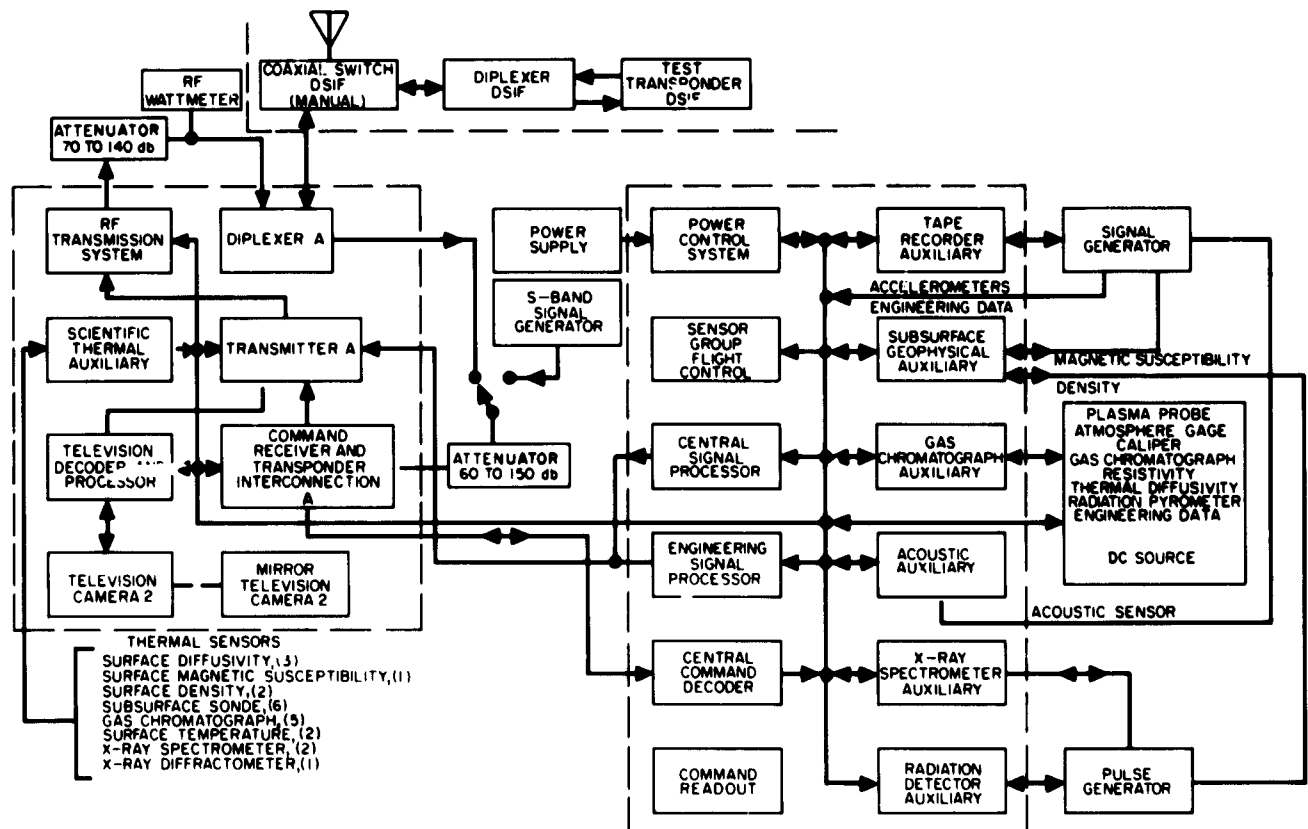 COAXIAL SWITCH
DSIF
(MANUAL)
DIPLEXER
DSIF
TEST
TRANSPONDER
DSIF
RF
WATTMETER
ATTENUATOR
70 TO 140 db
RF
TRANSMISSION
SYSTEM
DIPLEXER A
POWER
SUPPLY
POWER
CONTROL
SYSTEM
TAPE
RECORDER
AUXILIARY
SIGNAL
GENERATOR
S-BAND
SIGNAL
GENERATOR
ACCELEROMETERS
ENGINEERING DATA
SCIENTIFIC
THERMAL
AUXILIARY
TRANSMITTER A
SENSOR
GROUP
FLIGHT
CONTROL
SUBSURFACE
GEOPHYSICAL
AUXILIARY
MAGNETIC SUSCEPTIBILITY
DENSITY
TELEVISION
DECODER AND
PROCESSOR
COMMAND
RECEIVER AND
TRANSPONDER
INTERCONNECTION
A
ATTENUATOR
60 TO 150 db
CENTRAL
SIGNAL
PROCESSOR
GAS
CHROMATOGRAPH
AUXILIARY
PLASMA PROBE
ATMOSPHERE GAGE
CALIPER
GAS CHROMATOGRAPH
RESISTIVITY
THERMAL DIFFUSIVITY
RADIATION PYROMETER
ENGINEERING DATA
DC SOURCE
TELEVISION
CAMERA 2
MIRROR
TELEVISION
CAMERA 2
ENGINEERING
SIGNAL
PROCESSOR
ACOUSTIC
AUXILIARY
ACOUSTIC SENSOR
THERMAL SENSORS
SURFACE DIFFUSIVITY,(3)
SURFACE MAGNETIC SUSCEPTIBILITY,(1)
SURFACE DENSITY,(2)
SUBSURFACE SONDE,(6)
GAS CHROMATOGRAPH,(5)
SURFACE TEMPERATURE,(2)
X-RAY SPECTROMETER,(2)
X-RAY DIFFRACTOMETER,(1)
CENTRAL
COMMAND
DECODER
X-RAY
SPECTROMETER
AUXILIARY
COMMAND
READOUT
RADIATION
DETECTOR
AUXILIARY
PULSE
GENERATOR